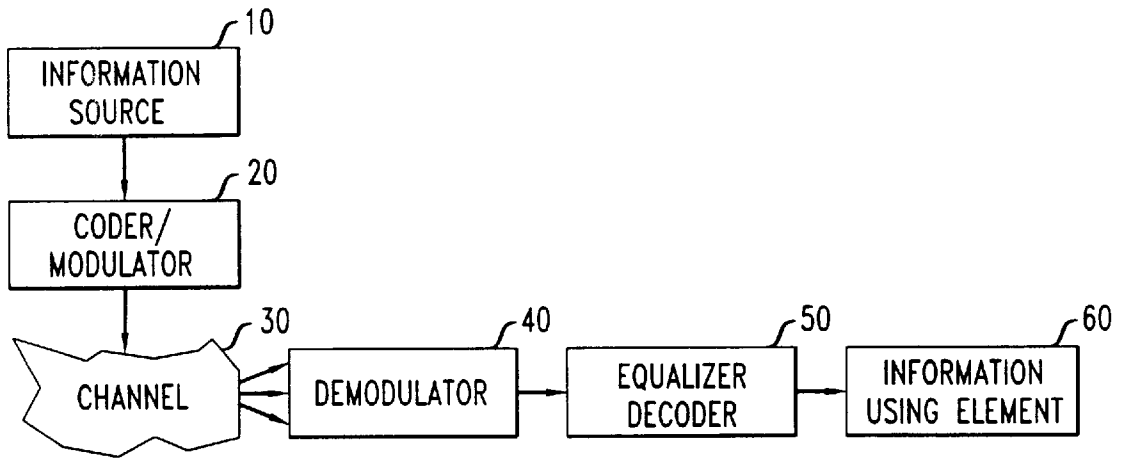 10
INFORMATION
SOURCE
20
CODER/
MODULATOR
30
CHANNEL
40
DEMODULATOR
50
EQUALIZER
DECODER
60
INFORMATION
USING ELEMENT